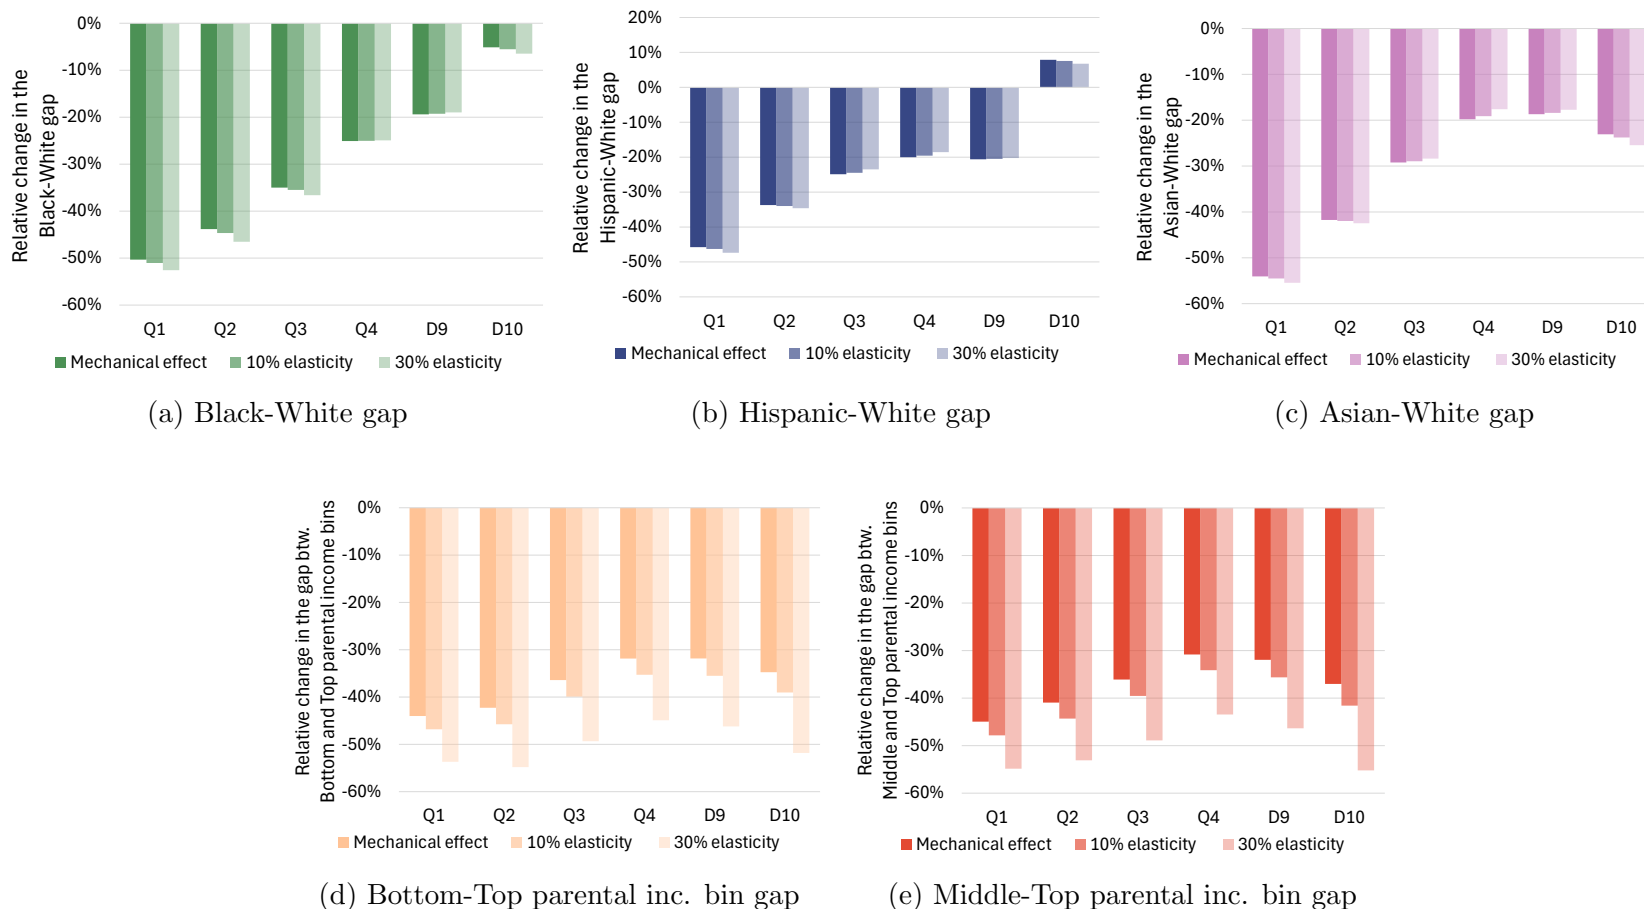 Relative change in the
Black-White gap
0%
-10%
-20%
-30%
-40%
-50%
-60%
Q1 Q2 Q3 Q4 D9 D10
Mechanical effect 10% elasticity 30% elasticity
(a) Black-White gap
Relative change in the
Hispanic-White gap
20%
10%
0%
-10%
-20%
-30%
-40%
-50%
-60%
Q1 Q2 Q3 Q4 D9 D10
Mechanical effect 10% elasticity 30% elasticity
(b) Hispanic-White gap
Relative change in the
Asian-White gap
0%
-10%
-20%
-30%
-40%
-50%
-60%
Q1 Q2 Q3 Q4 D9 D10
Mechanical effect 10% elasticity 30% elasticity
(c) Asian-White gap
Relative change in the gap btw.
Bottom and Top parental income bins
0%
-10%
-20%
-30%
-40%
-50%
-60%
Q1 Q2 Q3 Q4 D9 D10
Mechanical effect 10% elasticity 30% elasticity
(d) Bottom-Top parental inc. bin gap
Relative change in the gap btw.
Middle and Top parental income bins
0%
-10%
-20%
-30%
-40%
-50%
-60%
Q1 Q2 Q3 Q4 D9 D10
Mechanical effect 10% elasticity 30% elasticity
(e) Middle-Top parental inc. bin gap